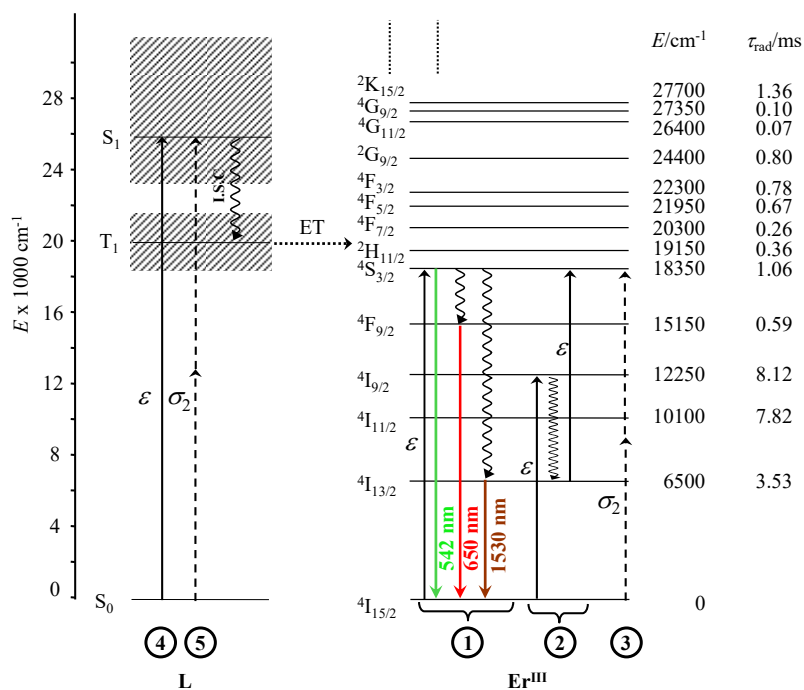 E/cm⁻¹ τrad/ms
²K15/2 27700 1.36
⁴G9/2 27350 0.10
⁴G11/2 26400 0.07
²G9/2 24400 0.80
⁴F3/2 22300 0.78
⁴F5/2 21950 0.67
⁴F7/2 20300 0.26
²H11/2 19150 0.36
⁴S3/2 18350 1.06
⁴F9/2 15150 0.59
⁴I9/2 12250 8.12
⁴I11/2 10100 7.82
⁴I13/2 6500 3.53
⁴I15/2 0
E x 1000 cm⁻¹
28
24
20
16
12
8
4
0
S1
T1
S0
I.S.C
ET
ε σ2
ε
ε
ε
σ2
542 nm
650 nm
1530 nm
4 5 1 2 3
L Er^III